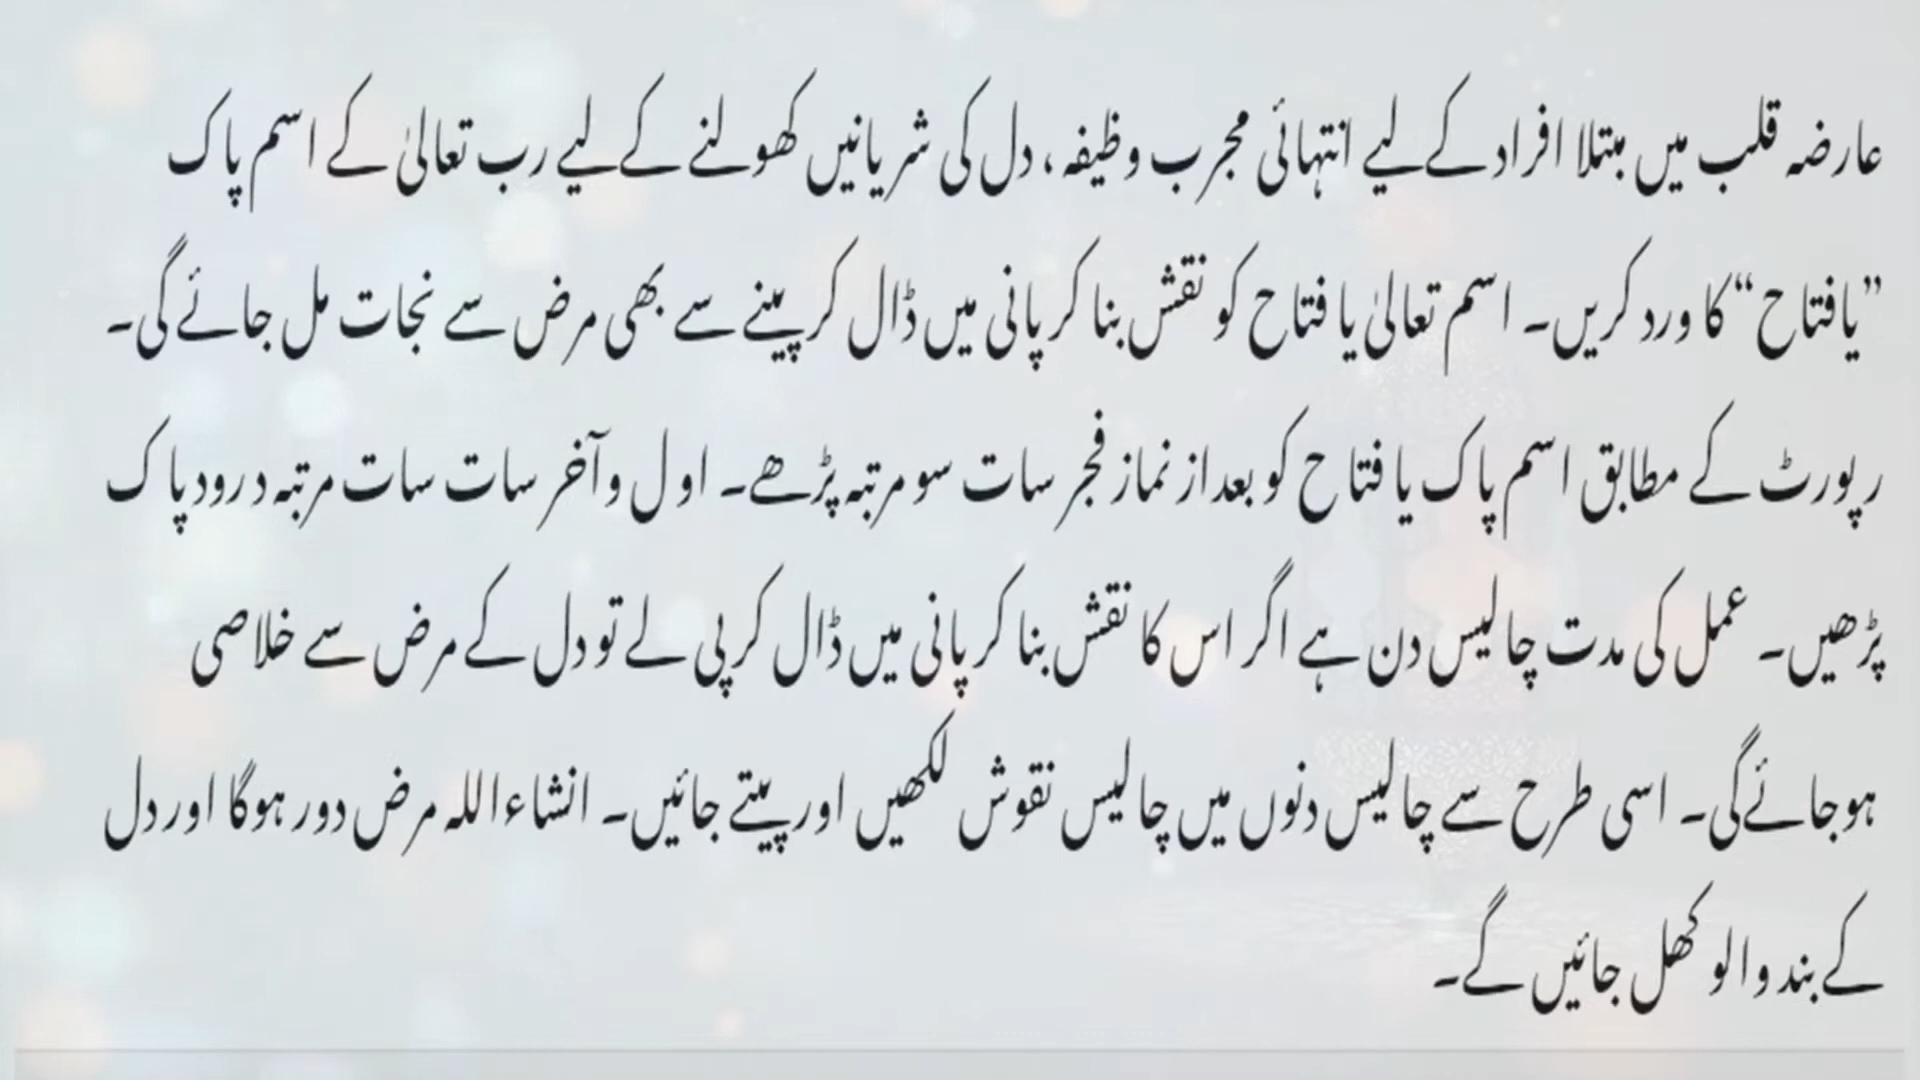 عارضہ قلب میں مبتلا افراد کے لیے انتہائی مجرب وظیفہ، دل کی شریانیں کھولنے کے لیے رب تعالیٰ کے اسم پاک
”یافتاح“ کا ورد کریں۔ اسم تعالیٰ یا فتاح کو نقش بنا کر پانی میں ڈال کر پینے سے بھی مرض سے نجات مل جائے گی۔
رپورٹ کے مطابق اسم پاک یا فتاح کو بعد از نماز فجر سات سو مرتبہ پڑھے۔ اول و آخر سات سات مرتبہ درود پاک
پڑھیں۔ عمل کی مدت چالیس دن ہے اگر اس کا نقش بنا کر پانی میں ڈال کر پی لے تو دل کے مرض سے خلاصی
ہو جائے گی۔ اسی طرح سے چالیس دنوں میں چالیس نقوش لکھیں اور پیتے جائیں۔ انشاء اللہ مرض دور ہوگا اور دل
کے بند والو کھل جائیں گے۔